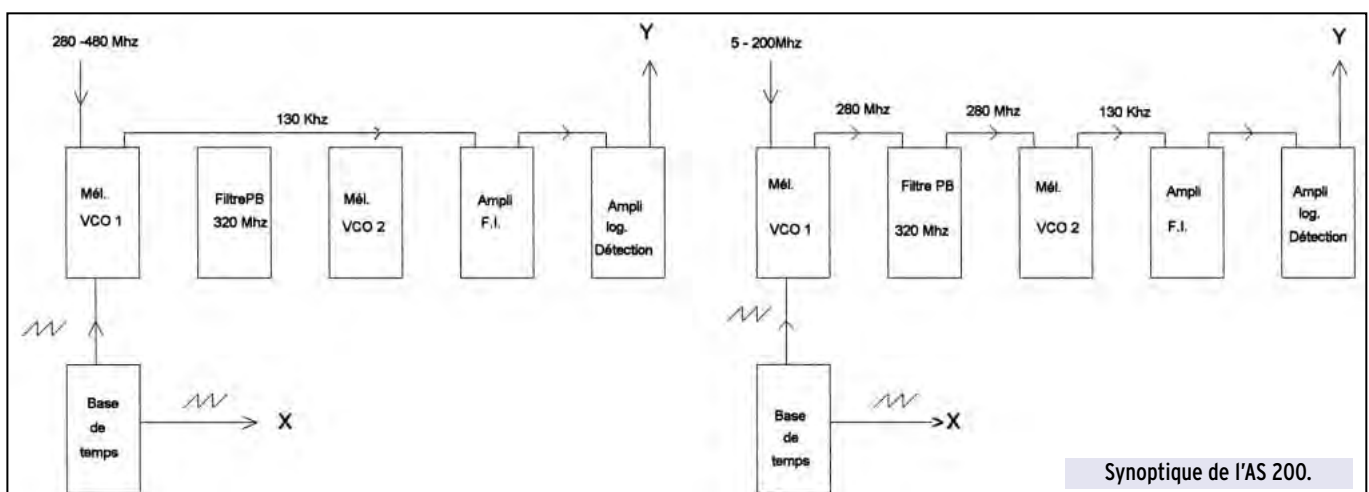 280 -480 Mhz
Y
130 Khz
Mél.
VCO 1
FiltrePB
320 Mhz
Mél.
VCO 2
Ampli
F.I.
Ampli
log.
Détection
Base
de
temps
X
5 - 200Mhz
Y
280 Mhz
280 Mhz
130 Khz
Mél.
VCO 1
Filtre PB
320 Mhz
Mél.
VCO 2
Ampli
F.I.
Ampli
log.
Détection
Base
de
temps
X
Synoptique de l'AS 200.